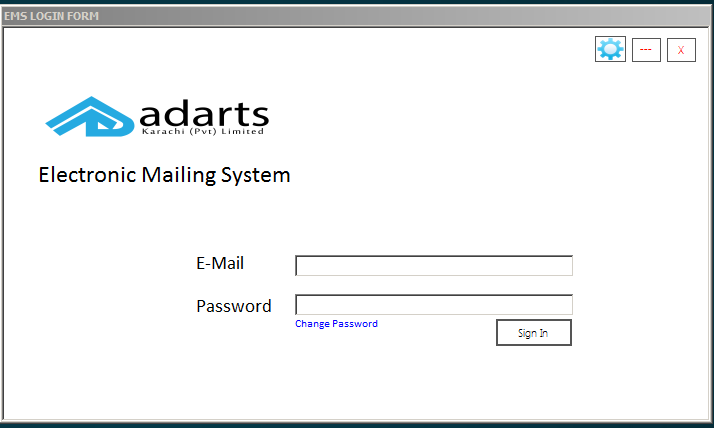 EMS LOGIN FORM
--- X
adarts
Karachi (Pvt) Limited
Electronic Mailing System
E-Mail
Password
Change Password
Sign In